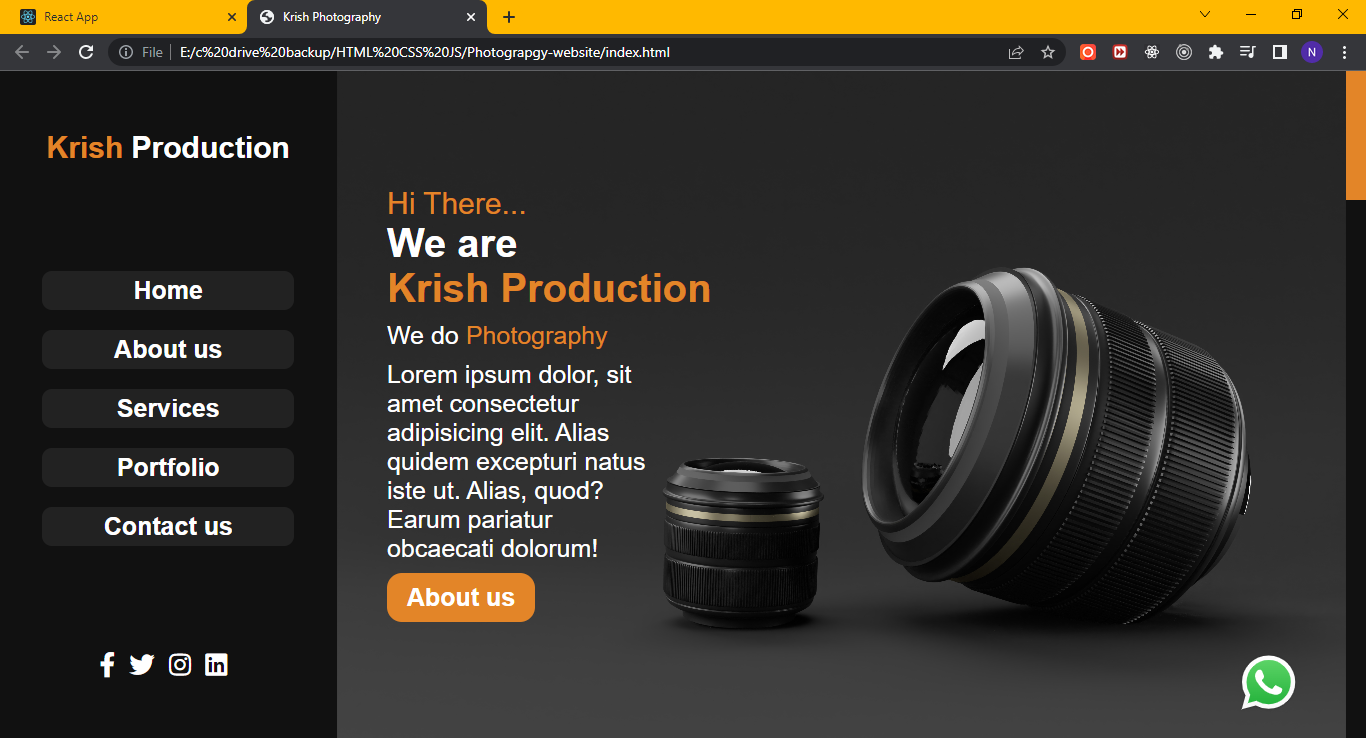 React App
Krish Photography
File
E:/c%20drive%20backup/HTML%20CSS%20JS/Photograpgy-website/index.html
N
Krish Production
Home
About us
Services
Portfolio
Contact us
Hi There...
We are
Krish Production
We do Photography
Lorem ipsum dolor, sit
amet consectetur
adipisicing elit. Alias
quidem excepturi natus
iste ut. Alias, quod?
Earum pariatur
obcaecati dolorum!
About us